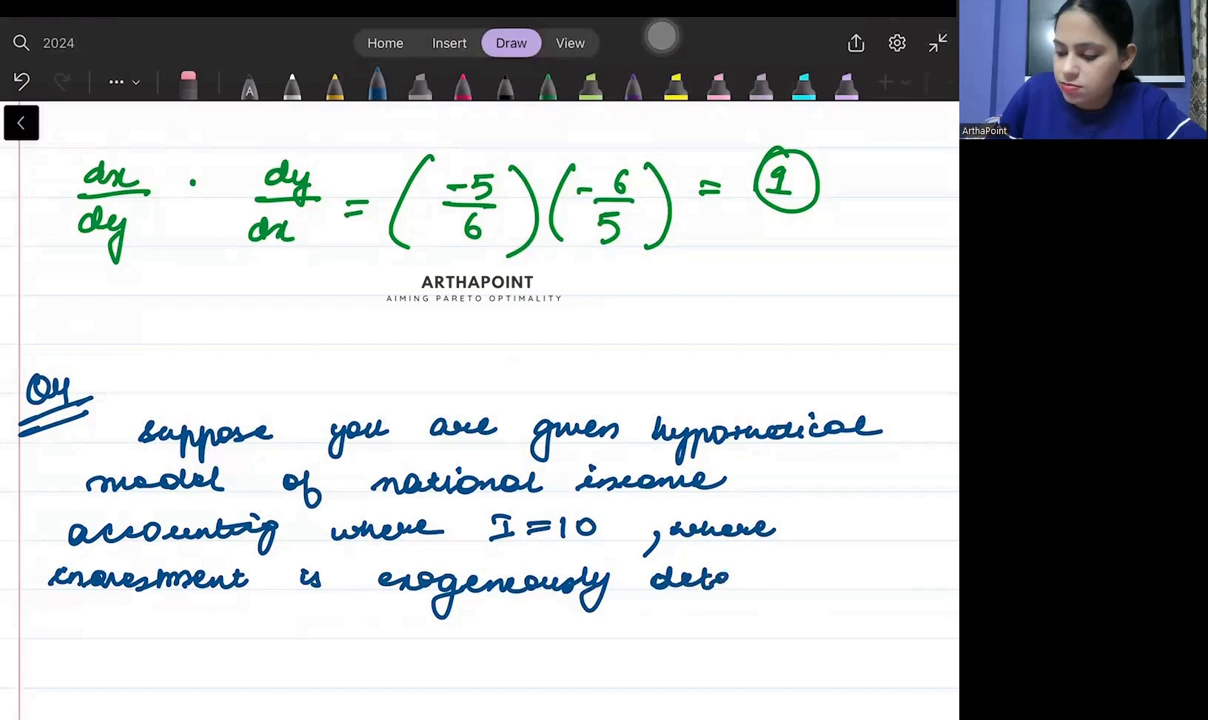 2024
Home Insert Draw View
A
dx/dy · dy/dx = (-5/6)(-6/5) = 1
ARTHAPOINT
AIMING PARETO OPTIMALITY
Q4
suppose you are given hypothetical
model of national income
accounting where I = 10 , where
investment is exogeneously dete
ArthaPoint